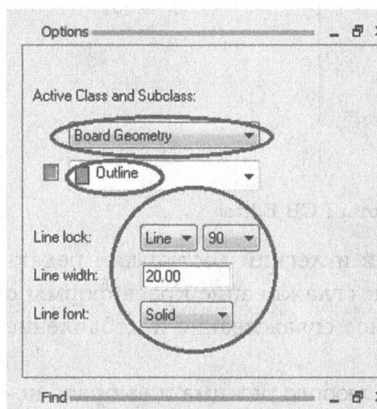 Options
Active Class and Subclass:
Board Geometry
Outline
Line lock: Line 90
Line width: 20.00
Line font: Solid
Find